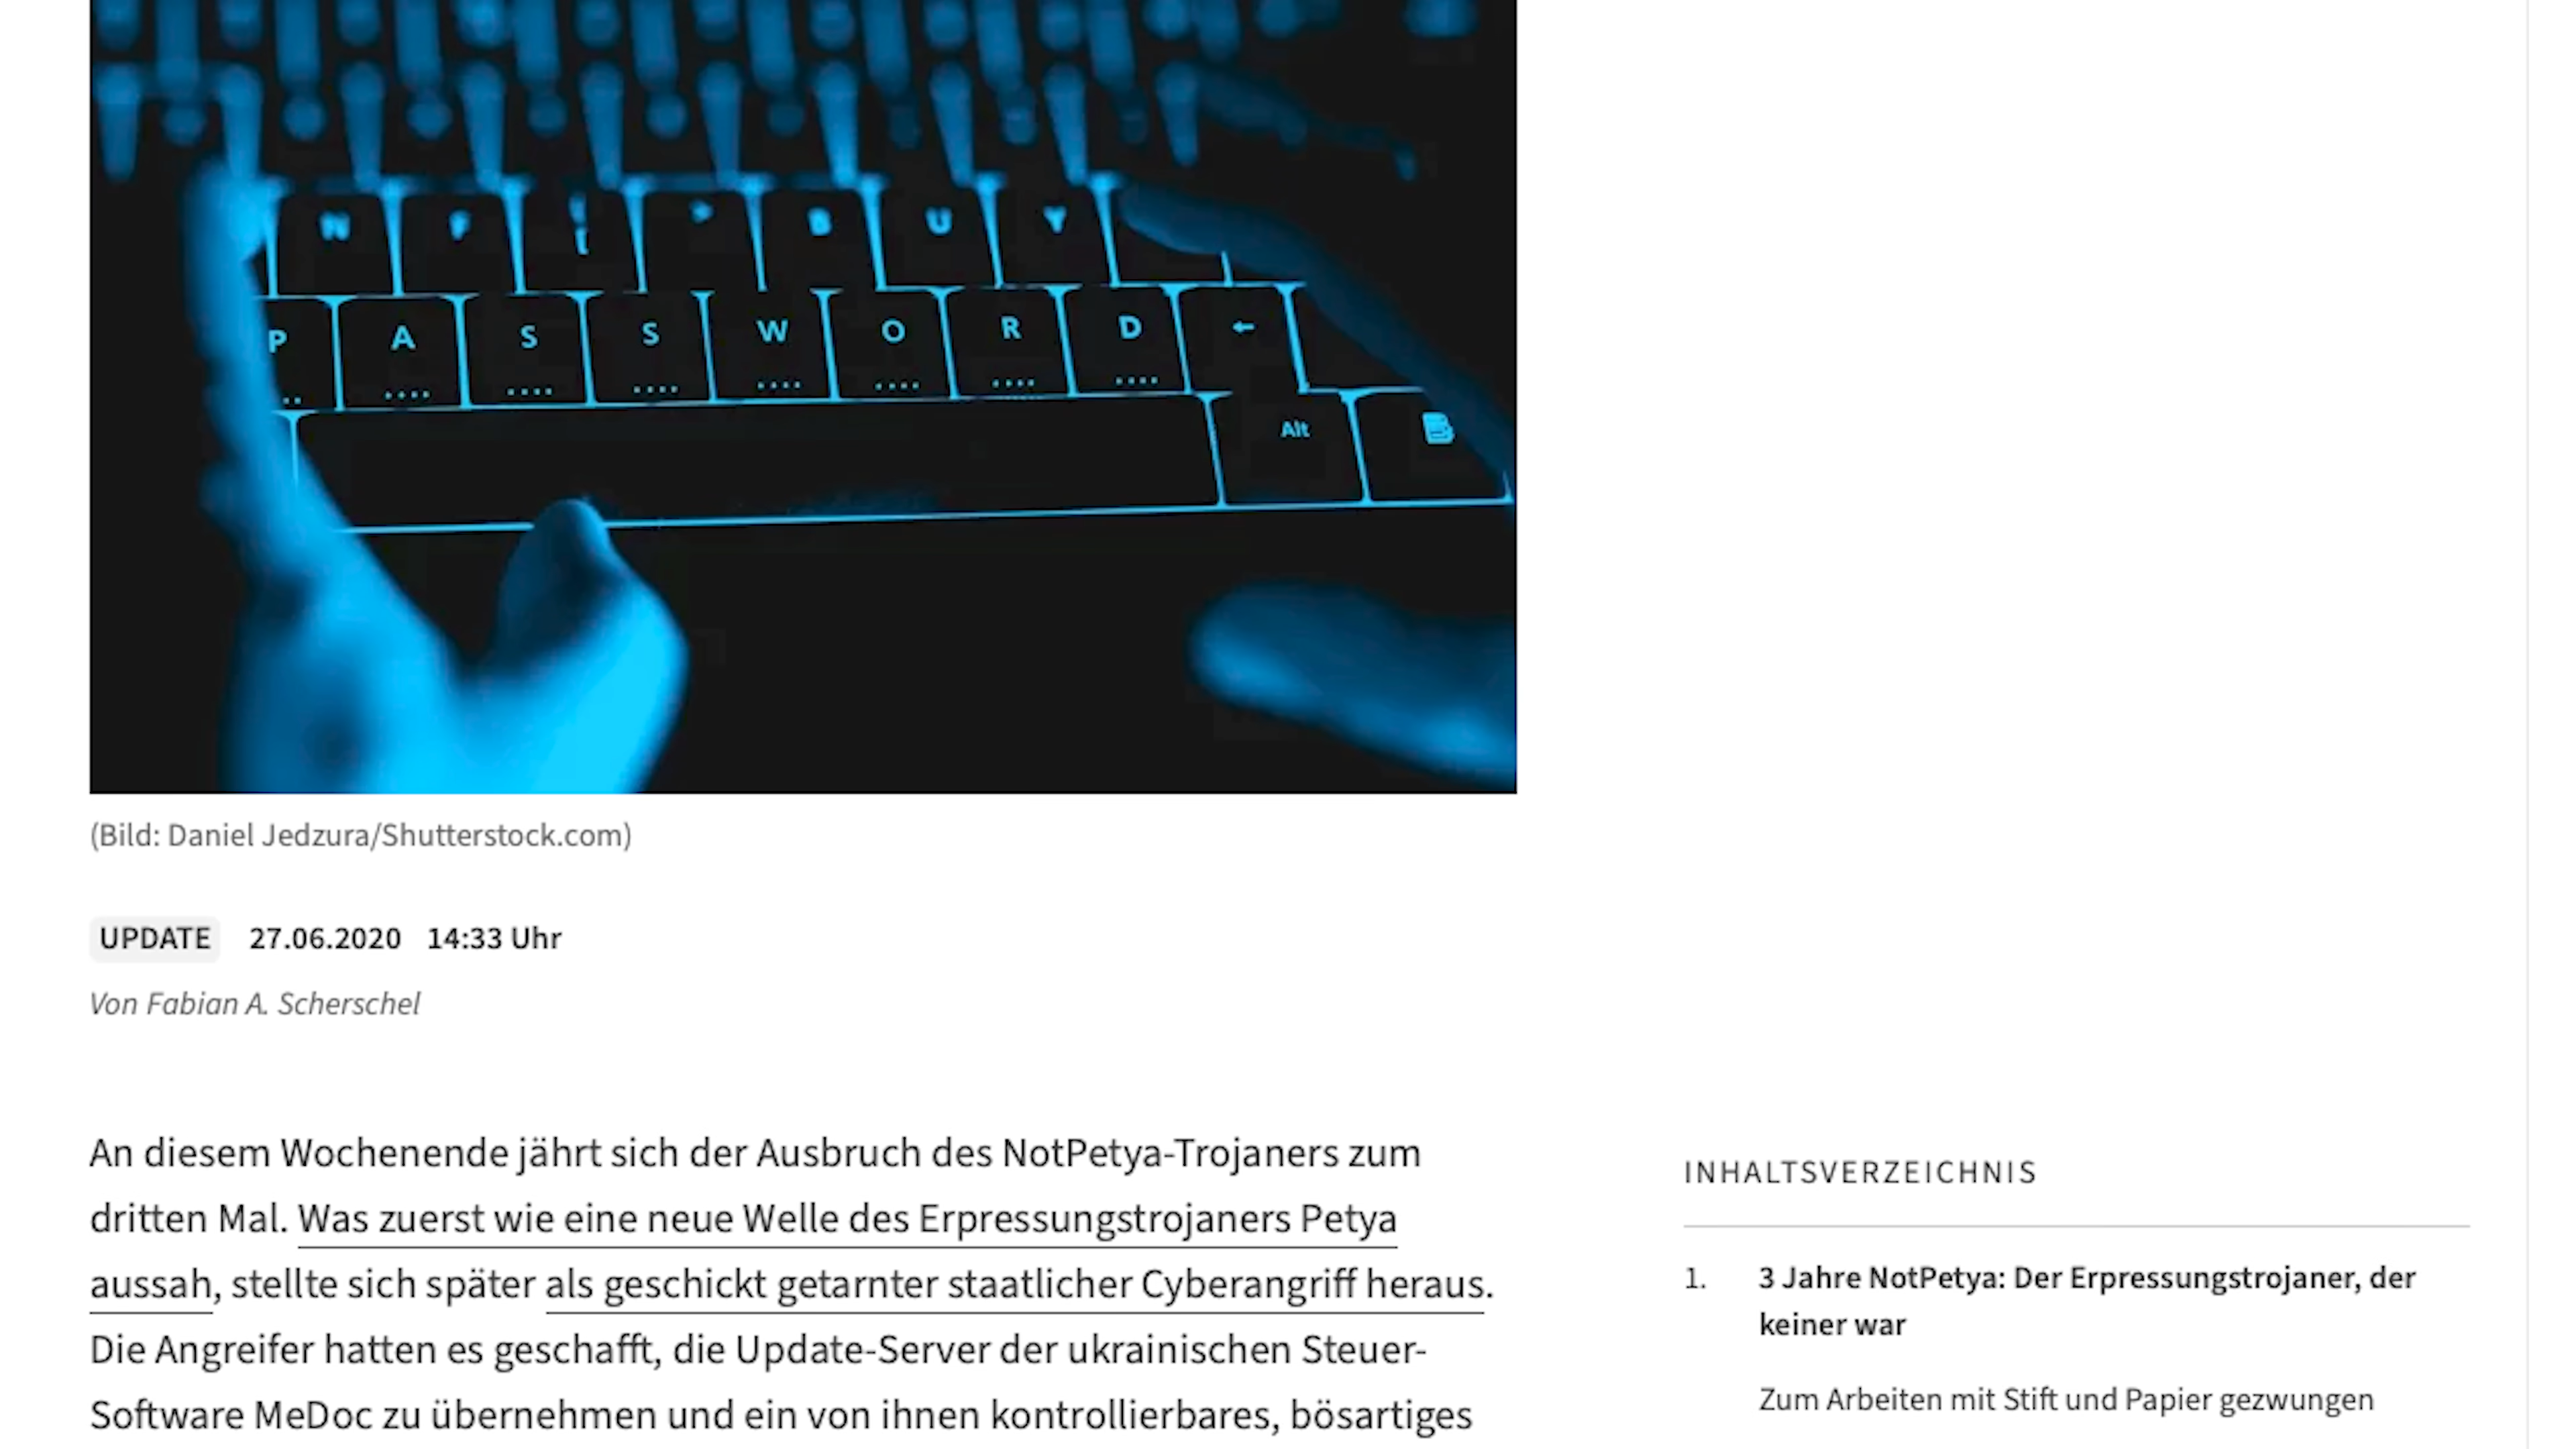 N F ! > B U Y
P A S S W O R D ←
Alt
(Bild: Daniel Jedzura/Shutterstock.com)
UPDATE 27.06.2020 14:33 Uhr
Von Fabian A. Scherschel
An diesem Wochenende jährt sich der Ausbruch des NotPetya-Trojaners zum
dritten Mal. Was zuerst wie eine neue Welle des Erpressungstrojaners Petya
aussah, stellte sich später als geschickt getarnter staatlicher Cyberangriff heraus.
Die Angreifer hatten es geschafft, die Update-Server der ukrainischen Steuer-
Software MeDoc zu übernehmen und ein von ihnen kontrollierbares, bösartiges
INHALTSVERZEICHNIS
1. 3 Jahre NotPetya: Der Erpressungstrojaner, der
keiner war
Zum Arbeiten mit Stift und Papier gezwungen